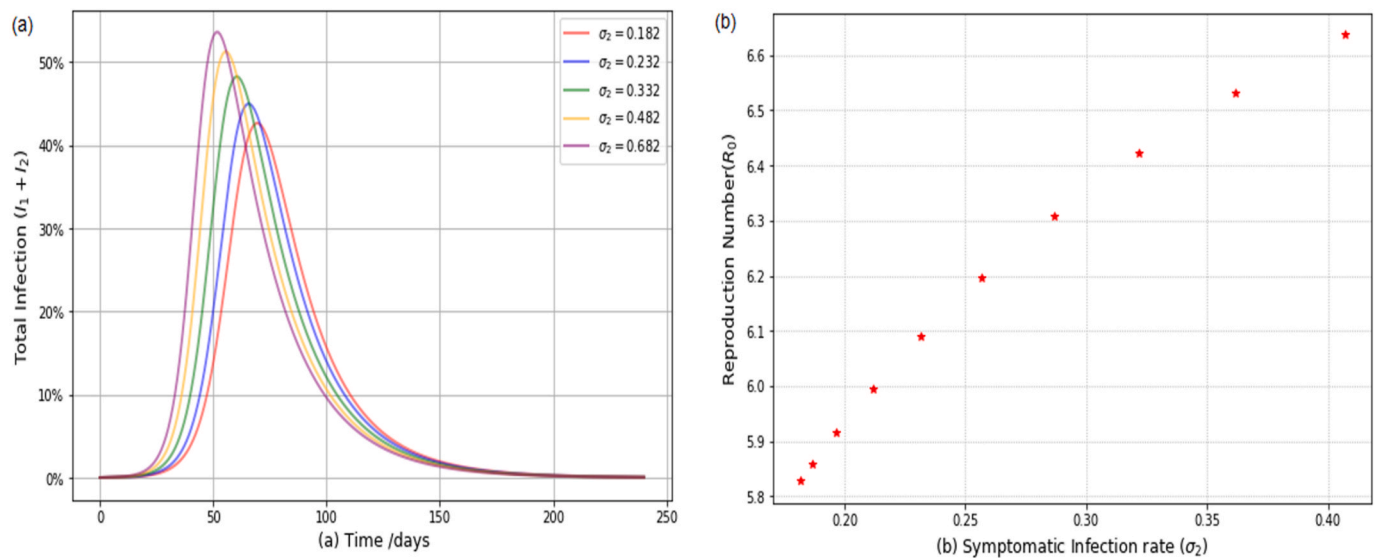 (a)
σ₂ = 0.182
σ₂ = 0.232
σ₂ = 0.332
σ₂ = 0.482
σ₂ = 0.682
Total Infection (I₁ + I₂)
50%
40%
30%
20%
10%
0%
0 50 100 150 200 250
(a) Time /days
(b)
Reproduction Number(R₀)
6.6
6.5
6.4
6.3
6.2
6.1
6.0
5.9
5.8
0.20 0.25 0.30 0.35 0.40
(b) Symptomatic Infection rate (σ₂)